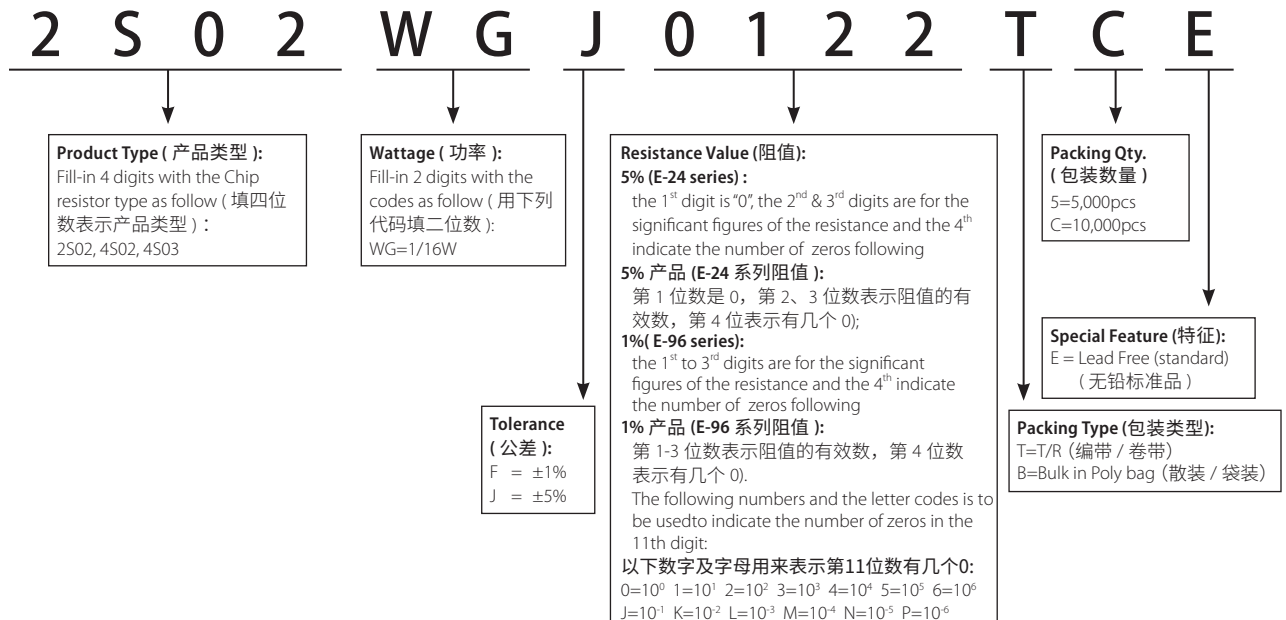 2 S 0 2 W G J 0 1 2 2 T C E
Product Type ( 产品类型 ):
Fill-in 4 digits with the Chip
resistor type as follow ( 填四位
数表示产品类型 ) :
2S02, 4S02, 4S03
Wattage ( 功率 ):
Fill-in 2 digits with the
codes as follow ( 用下列
代码填二位数 ):
WG=1/16W
Tolerance
( 公差 ):
F = ±1%
J = ±5%
Resistance Value (阻值):
5% (E-24 series) :
the 1st digit is “0”, the 2nd & 3rd digits are for the
significant figures of the resistance and the 4th
indicate the number of zeros following
5% 产品 (E-24 系列阻值 ):
第 1 位数是 0，第 2、3 位数表示阻值的有
效数，第 4 位表示有几个 0);
1%( E-96 series):
the 1st to 3rd digits are for the significant
figures of the resistance and the 4th indicate
the number of zeros following
1% 产品 (E-96 系列阻值 ):
第 1-3 位数表示阻值的有效数，第 4 位数
表示有几个 0).
The following numbers and the letter codes is to
be usedto indicate the number of zeros in the
11th digit:
以下数字及字母用来表示第11位数有几个0:
0=10⁰ 1=10¹ 2=10² 3=10³ 4=10⁴ 5=10⁵ 6=10⁶
J=10⁻¹ K=10⁻² L=10⁻³ M=10⁻⁴ N=10⁻⁵ P=10⁻⁶
Packing Qty.
( 包装数量 )
5=5,000pcs
C=10,000pcs
Special Feature (特征):
E = Lead Free (standard)
( 无铅标准品 )
Packing Type (包装类型):
T=T/R（编带 / 卷带）
B=Bulk in Poly bag（散装 / 袋装）